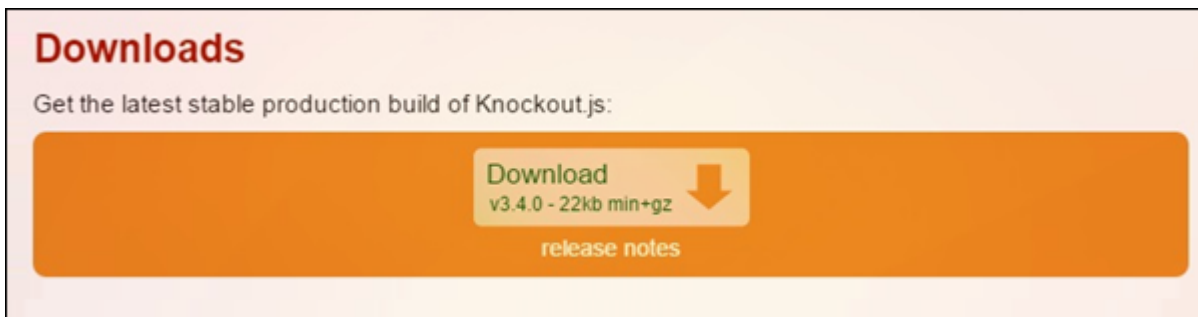 Downloads
Get the latest stable production build of Knockout.js:
Download
v3.4.0 - 22kb min+gz
release notes